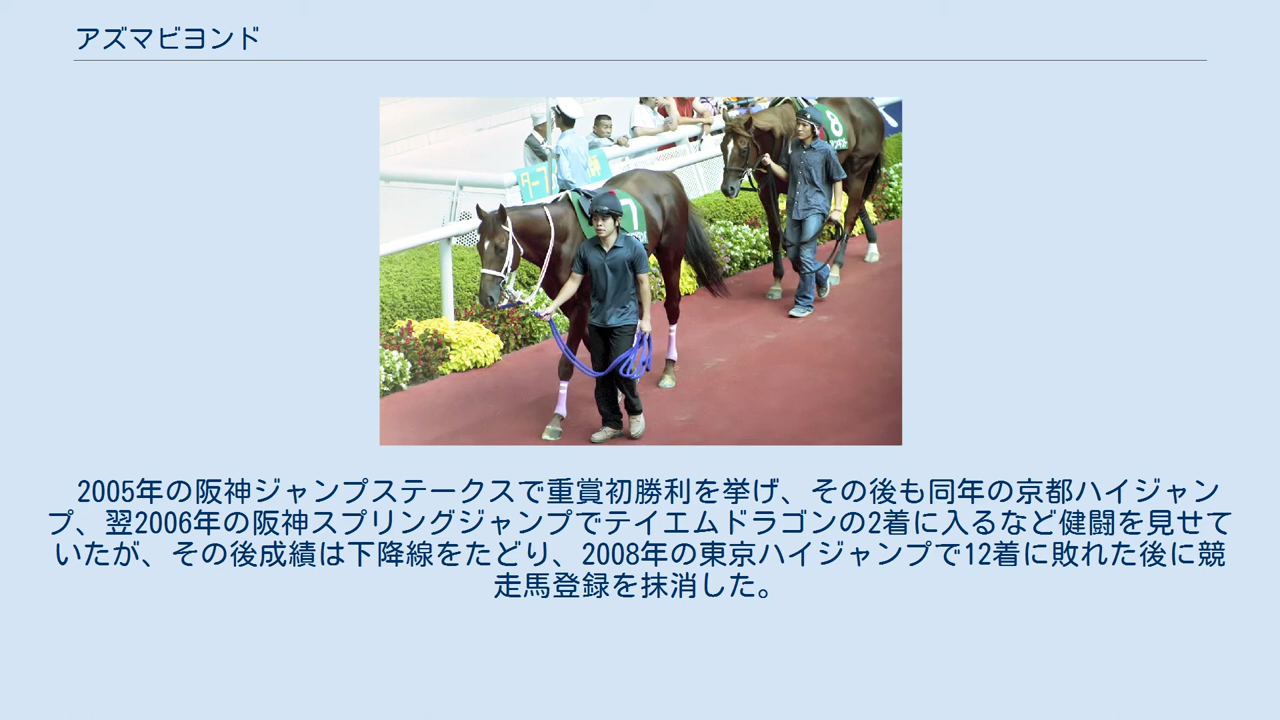 アズマビヨンド
8
7
2005年の阪神ジャンプステークスで重賞初勝利を挙げ、その後も同年の京都ハイジャン
プ、翌2006年の阪神スプリングジャンプでテイエムドラゴンの2着に入るなど健闘を見せて
いたが、その後成績は下降線をたどり、2008年の東京ハイジャンプで12着に敗れた後に競
走馬登録を抹消した。